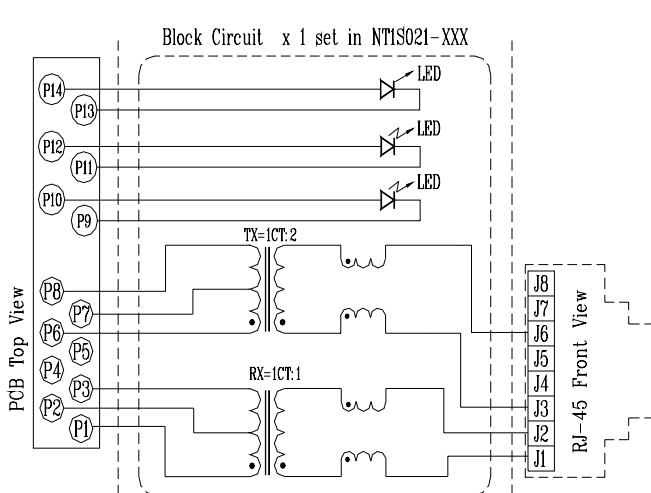 Block Circuit x 1 set in NT1S021-XXX
P14
LED
P13
P12
LED
P11
P10
LED
P9
TX=1CT:2
P8
P7
P6
P5
P4
RX=1CT:1
P3
P2
P1
PCB Top View
J8
J7
J6
J5
J4
J3
J2
J1
RJ-45 Front View